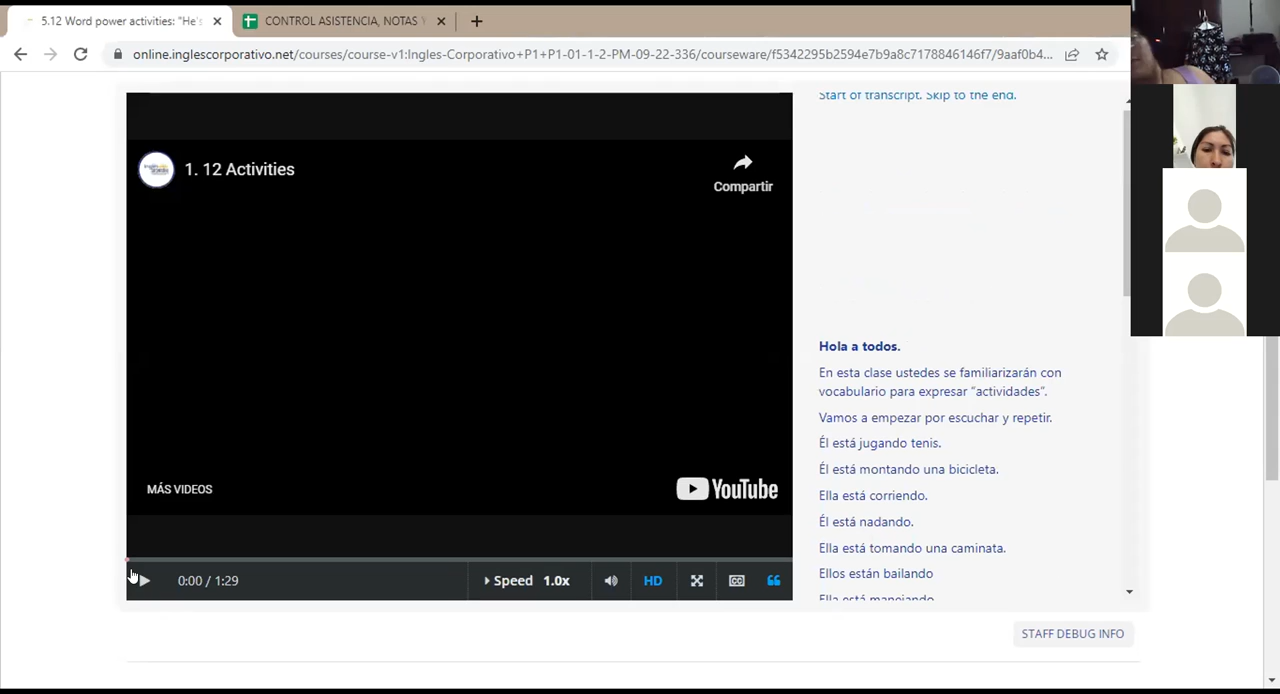 5.12 Word power activities: "He's
CONTROL ASISTENCIA, NOTAS Y
online.inglescorporativo.net/courses/course-v1:Ingles-Corporativo+P1+P1-01-1-2-PM-09-22-336/courseware/f5342295b2594e7b9a8c7178846146f7/9aaf0b4...
Start of transcript. Skip to the end.
1. 12 Activities
Compartir
Hola a todos.
En esta clase ustedes se familiarizarán con
vocabulario para expresar "actividades".
Vamos a empezar por escuchar y repetir.
Él está jugando tenis.
Él está montando una bicicleta.
Ella está corriendo.
Él está nadando.
Ella está tomando una caminata.
Ellos están bailando
Ella está manejando
MÁS VIDEOS
YouTube
0:00 / 1:29
Speed 1.0x
HD
CC
STAFF DEBUG INFO